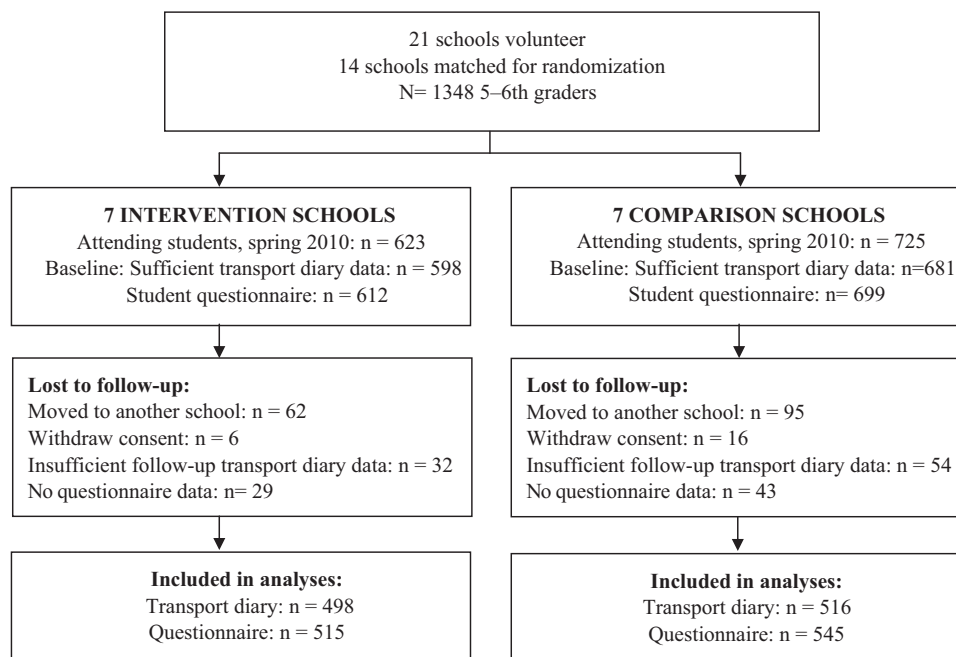 21 schools volunteer
14 schools matched for randomization
N= 1348 5–6th graders
7 INTERVENTION SCHOOLS
Attending students, spring 2010: n = 623
Baseline: Sufficient transport diary data: n = 598
Student questionnaire: n = 612
7 COMPARISON SCHOOLS
Attending students, spring 2010: n = 725
Baseline: Sufficient transport diary data: n=681
Student questionnaire: n= 699
Lost to follow-up:
Moved to another school: n = 62
Withdraw consent: n = 6
Insufficient follow-up transport diary data: n = 32
No questionnaire data: n= 29
Lost to follow-up:
Moved to another school: n = 95
Withdraw consent: n = 16
Insufficient follow-up transport diary data: n = 54
No questionnaire data: n = 43
Included in analyses:
Transport diary: n = 498
Questionnaire: n = 515
Included in analyses:
Transport diary: n = 516
Questionnaire: n = 545